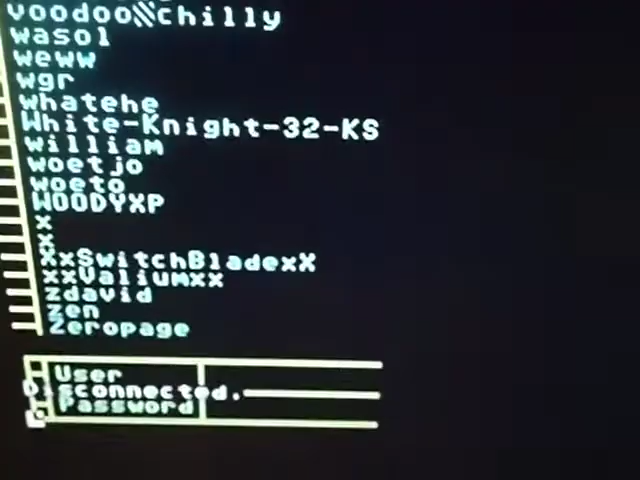 voodoo\\chilly
wasol
weww
wgr
whatehe
White-Knight-32-KS
william
woetjo
woeto
WOODYXP
x
x
XxSwitchBladexX
xxValiumxx
zdavid
zen
Zeropage
User
Disconnected.
Password